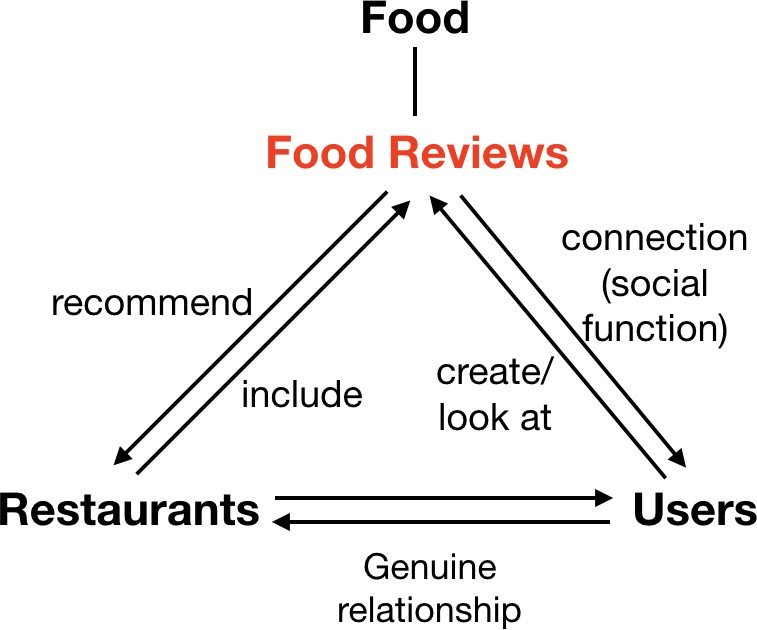 Food
Food Reviews
connection
(social
function)
recommend
create/
look at
include
Restaurants
Users
Genuine
relationship